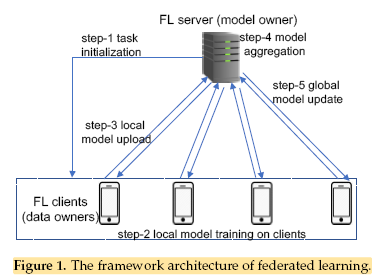 FL server (model owner)
step-1 task
initialization
step-4 model
aggregation
step-5 global
model update
step-3 local
model upload
FL clients
(data owners)
step-2 local model training on clients
Figure 1. The framework architecture of federated learning.